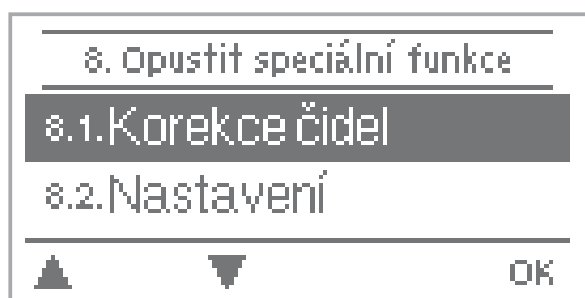 8. Opustit speciální funkce
8.1.Korekce čidel
8.2.Nastavení
OK